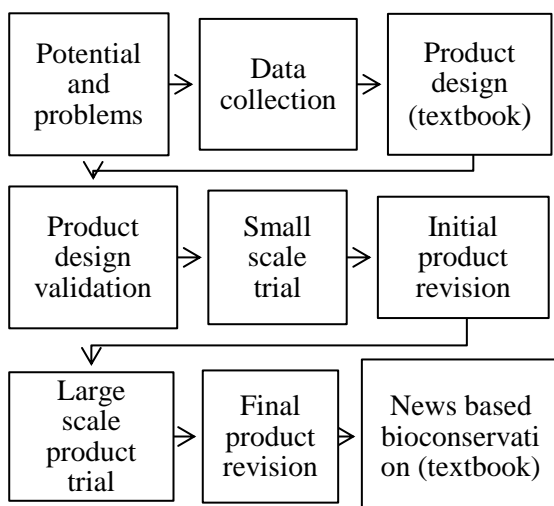 Potential
and
problems
Data
collection
Product
design
(textbook)
Product
design
validation
Small
scale
trial
Initial
product
revision
Large
scale
product
trial
Final
product
revision
News based
bioconservati
on (textbook)